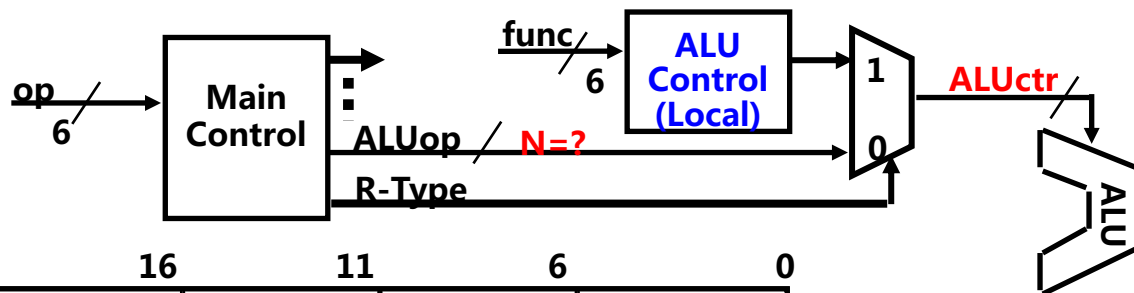 func
6
ALU
Control
(Local)
1
0
ALUctr
op
6
Main
Control
ALUop
N=?
R-Type
ALU
16
11
6
0